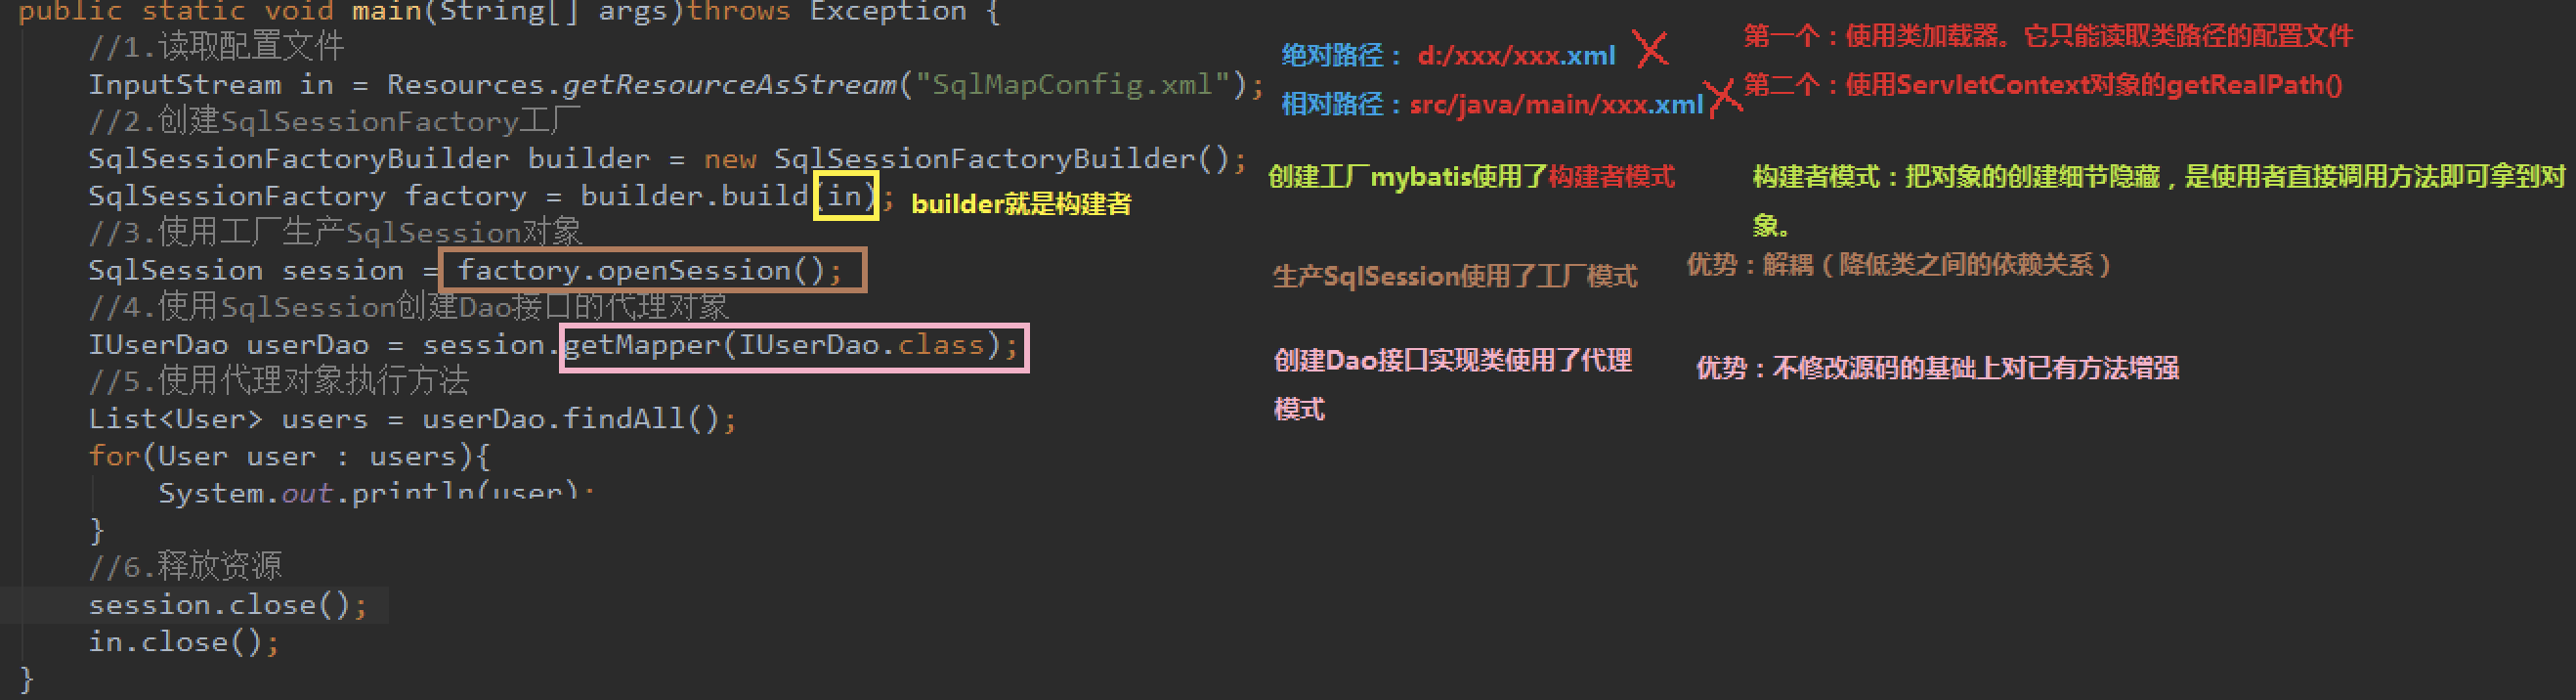 public static void main(String[] args)throws Exception {
//1.读取配置文件
InputStream in = Resources.getResourceAsStream("SqlMapConfig.xml");
//2.创建SqlSessionFactory工厂
SqlSessionFactoryBuilder builder = new SqlSessionFactoryBuilder();
SqlSessionFactory factory = builder.build(in);
builder就是构建者
//3.使用工厂生产SqlSession对象
SqlSession session = factory.openSession();
//4.使用SqlSession创建Dao接口的代理对象
IUserDao userDao = session.getMapper(IUserDao.class);
//5.使用代理对象执行方法
List<User> users = userDao.findAll();
for(User user : users){
System.out.println(user);
}
//6.释放资源
session.close();
in.close();
}
绝对路径： d:/xxx/xxx.xml
相对路径：src/java/main/xxx.xml
第一个：使用类加载器。它只能读取类路径的配置文件
第二个：使用ServletContext对象的getRealPath()
创建工厂mybatis使用了构建者模式
构建者模式：把对象的创建细节隐藏，是使用者直接调用方法即可拿到对
象。
生产SqlSession使用了工厂模式
优势：解耦（降低类之间的依赖关系）
创建Dao接口实现类使用了代理
模式
优势：不修改源码的基础上对已有方法增强